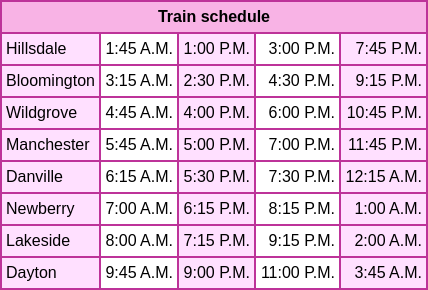 Train schedule
Hillsdale 1:45 A.M. 1:00 P.M. 3:00 P.M. 7:45 P.M.
Bloomington 3:15 A.M. 2:30 P.M. 4:30 P.M. 9:15 P.M.
Wildgrove 4:45 A.M. 4:00 P.M. 6:00 P.M. 10:45 P.M.
Manchester 5:45 A.M. 5:00 P.M. 7:00 P.M. 11:45 P.M.
Danville 6:15 A.M. 5:30 P.M. 7:30 P.M. 12:15 A.M.
Newberry 7:00 A.M. 6:15 P.M. 8:15 P.M. 1:00 A.M.
Lakeside 8:00 A.M. 7:15 P.M. 9:15 P.M. 2:00 A.M.
Dayton 9:45 A.M. 9:00 P.M. 11:00 P.M. 3:45 A.M.